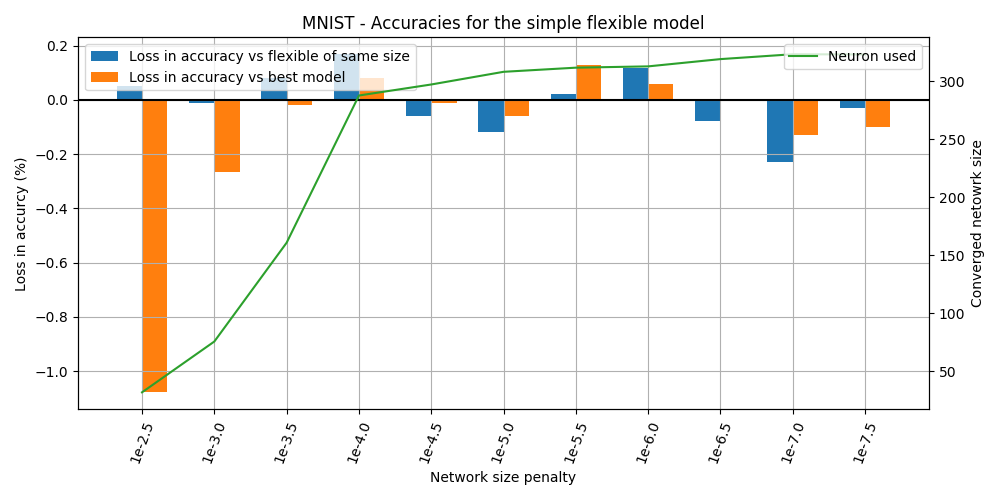 MNIST - Accuracies for the simple flexible model
Loss in accuracy vs flexible of same size
Loss in accuracy vs best model
Neuron used
0.2
0.0
−0.2
−0.4
−0.6
−0.8
−1.0
Loss in accurcy (%)
300
250
200
150
100
50
Converged netowrk size
1e-2.5
1e-3.0
1e-3.5
1e-4.0
1e-4.5
1e-5.0
1e-5.5
1e-6.0
1e-6.5
1e-7.0
1e-7.5
Network size penalty